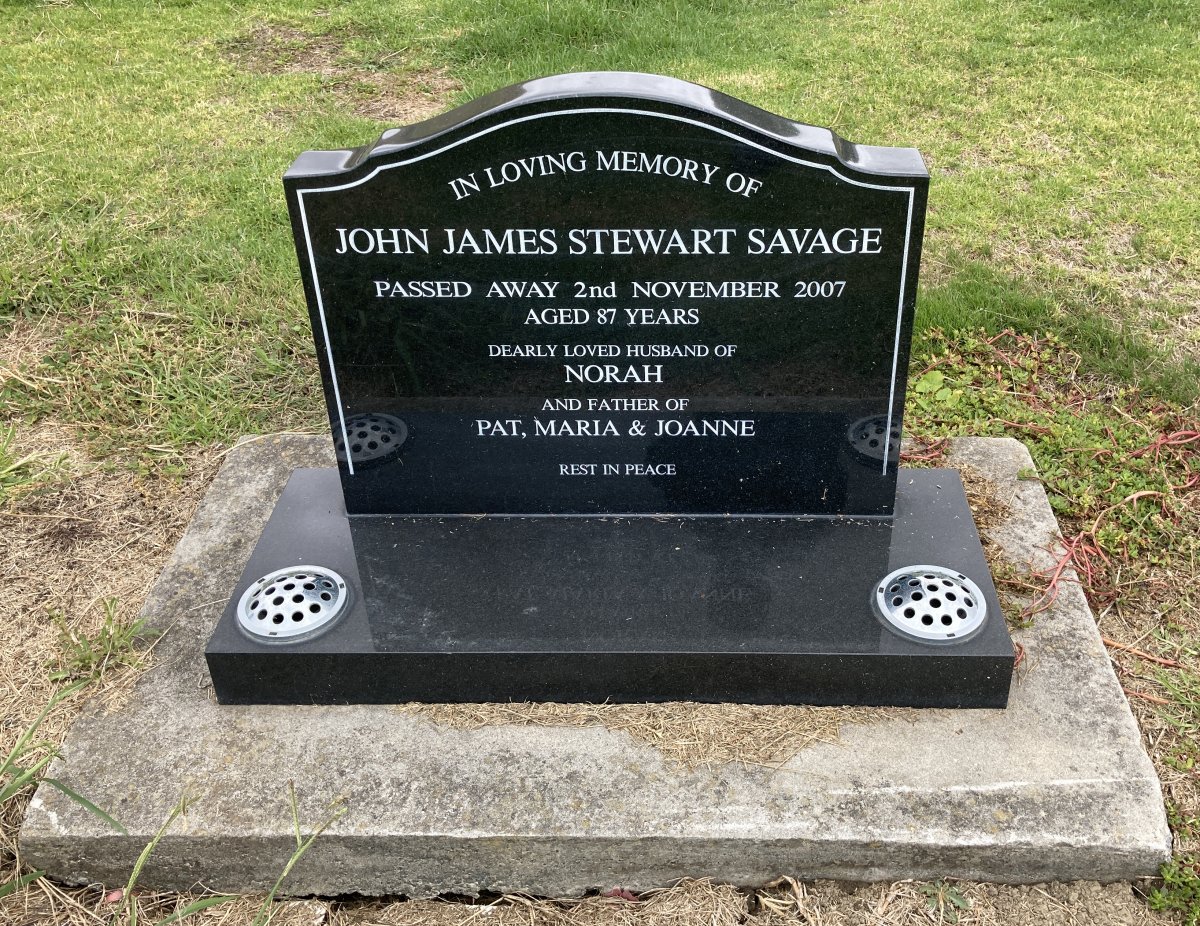 IN LOVING MEMORY OF
JOHN JAMES STEWART SAVAGE
PASSED AWAY 2nd NOVEMBER 2007
AGED 87 YEARS
DEARLY LOVED HUSBAND OF
NORAH
AND FATHER OF
PAT, MARIA & JOANNE
REST IN PEACE